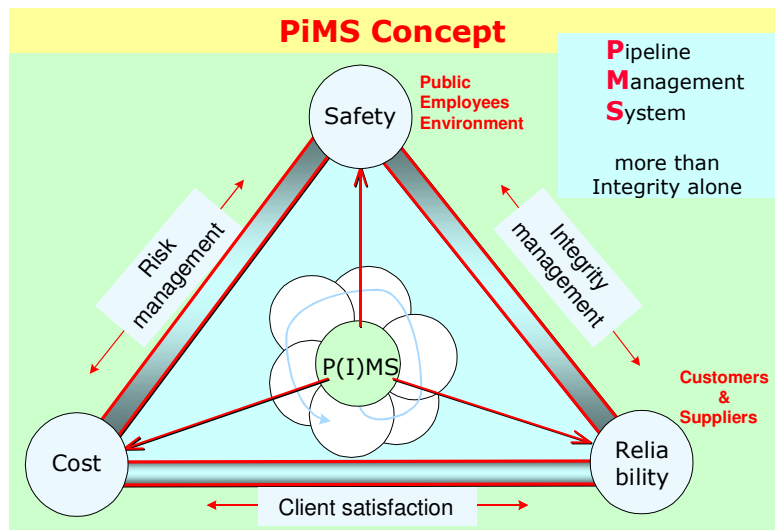 PiMS Concept
Pipeline
Management
System
more than
Integrity alone
Public
Employees
Environment
Safety
Risk
management
Integrity
management
P(I)MS
Customers
&
Suppliers
Cost
Relia
bility
Client satisfaction